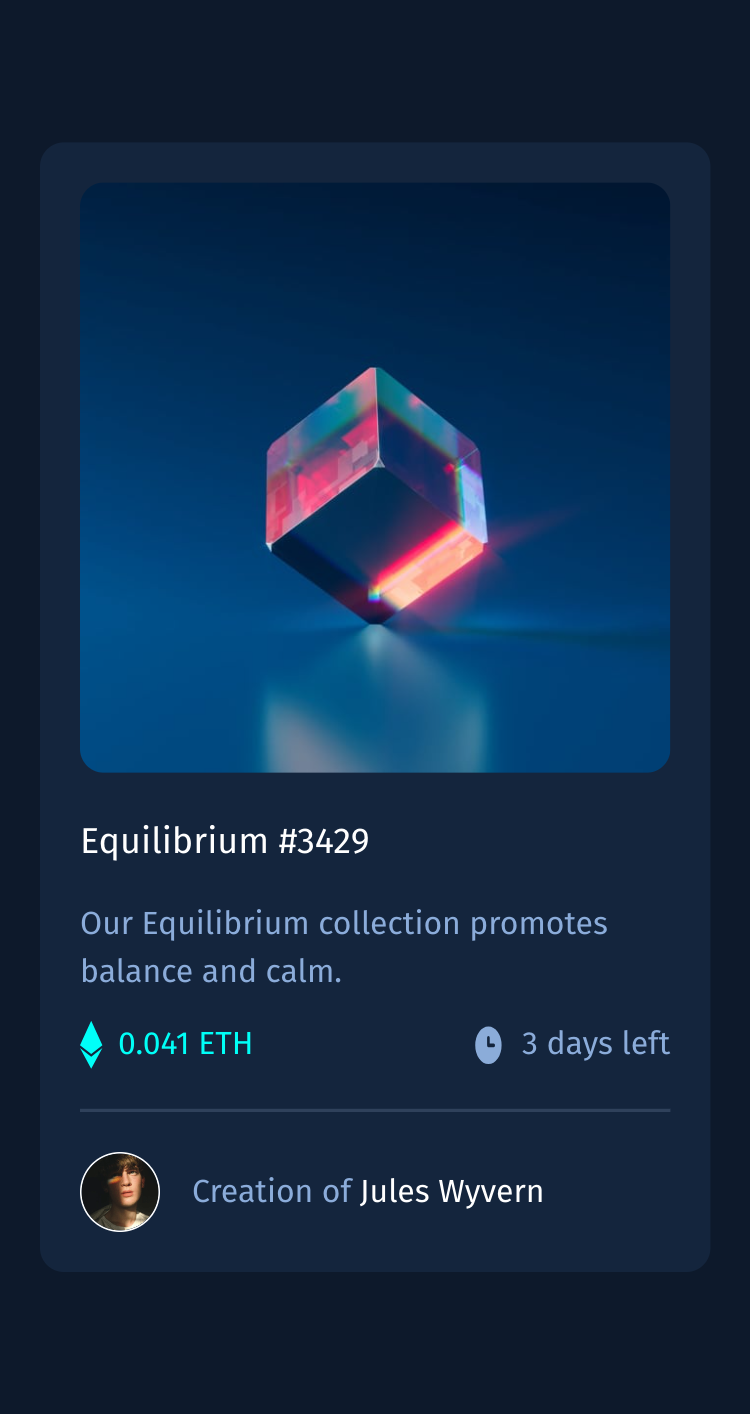 Equilibrium #3429
Our Equilibrium collection promotes
balance and calm.
0.041 ETH
3 days left
Creation of Jules Wyvern